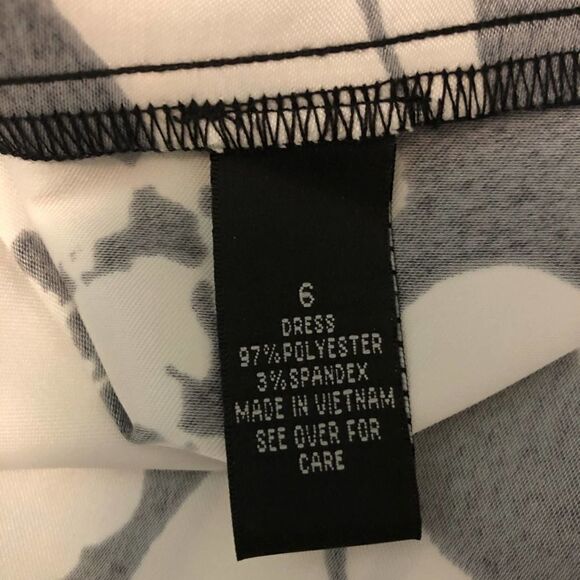 6
DRESS
97%POLYESTER
3%SPANDEX
MADE IN VIETNAM
SEE OVER FOR
CARE